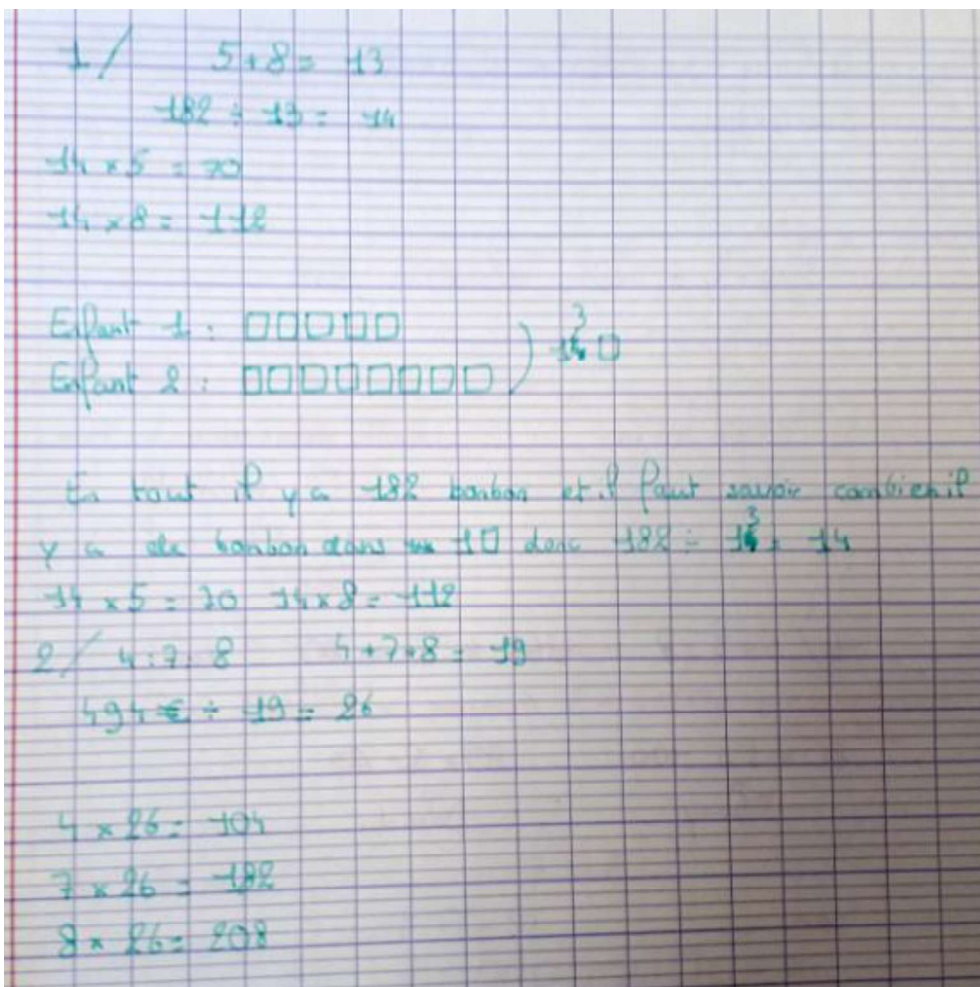 1/ 5+8 = 13
182 ÷ 13 = 14
14 × 5 = 70
14 × 8 = 112
Enfant 1 : □□□□□
Enfant 2 : □□□□□□□□ ) 13 □
En tout il y a 182 bonbon et il faut savoir combien il
y a de bonbon dans 1□ donc 182 ÷ 13 = 14
14 × 5 = 70 14 × 8 = 112
2/ 4:7:8 4+7+8 = 19
494 € ÷ 19 = 26
4 × 26 = 104
7 × 26 = 182
8 × 26 = 208